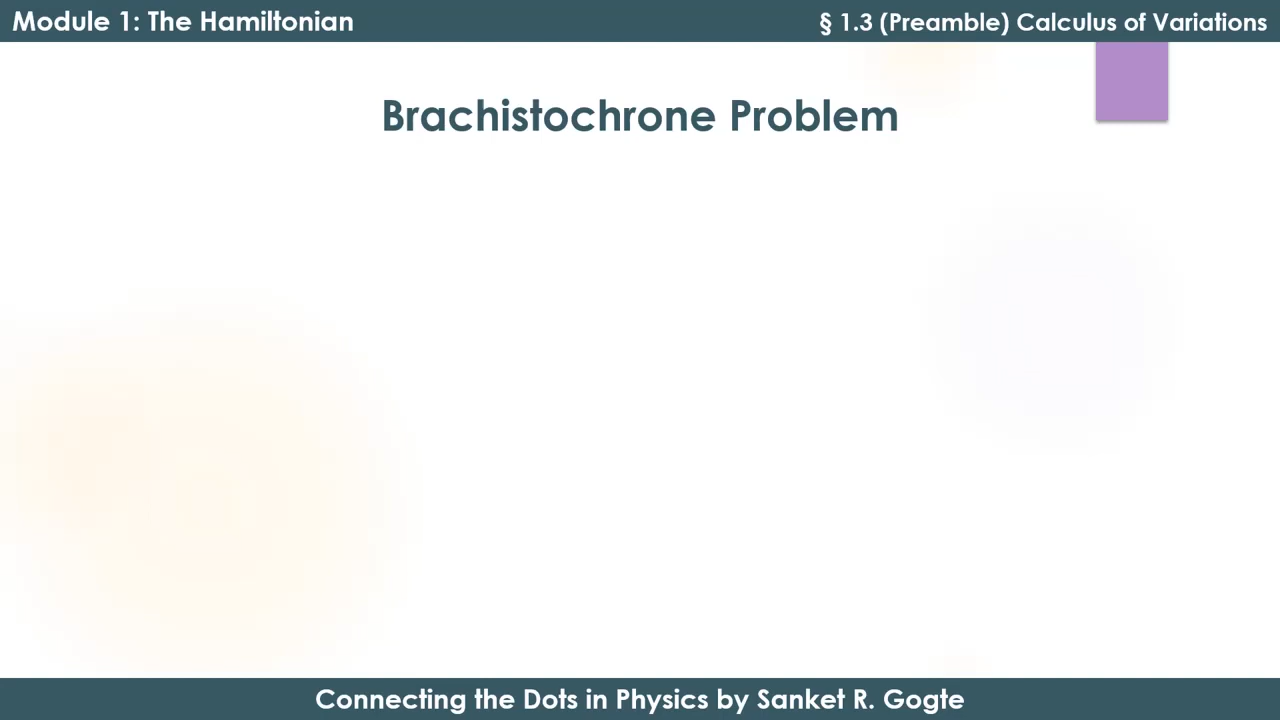 Module 1: The Hamiltonian
§ 1.3 (Preamble) Calculus of Variations
Brachistochrone Problem
Connecting the Dots in Physics by Sanket R. Gogte